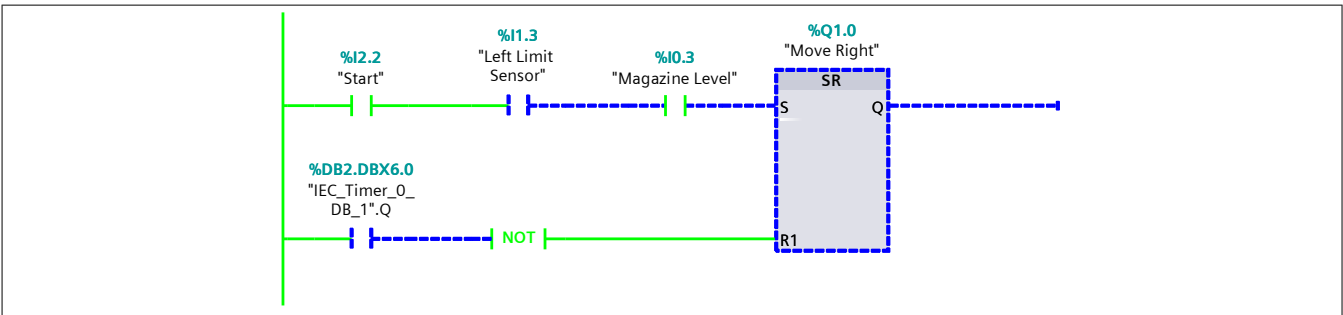 %Q1.0
"Move Right"
%I1.3
"Left Limit
Sensor"
%I2.2
"Start"
%I0.3
"Magazine Level"
SR
S
Q
%DB2.DBX6.0
"IEC_Timer_0_
DB_1".Q
NOT
R1